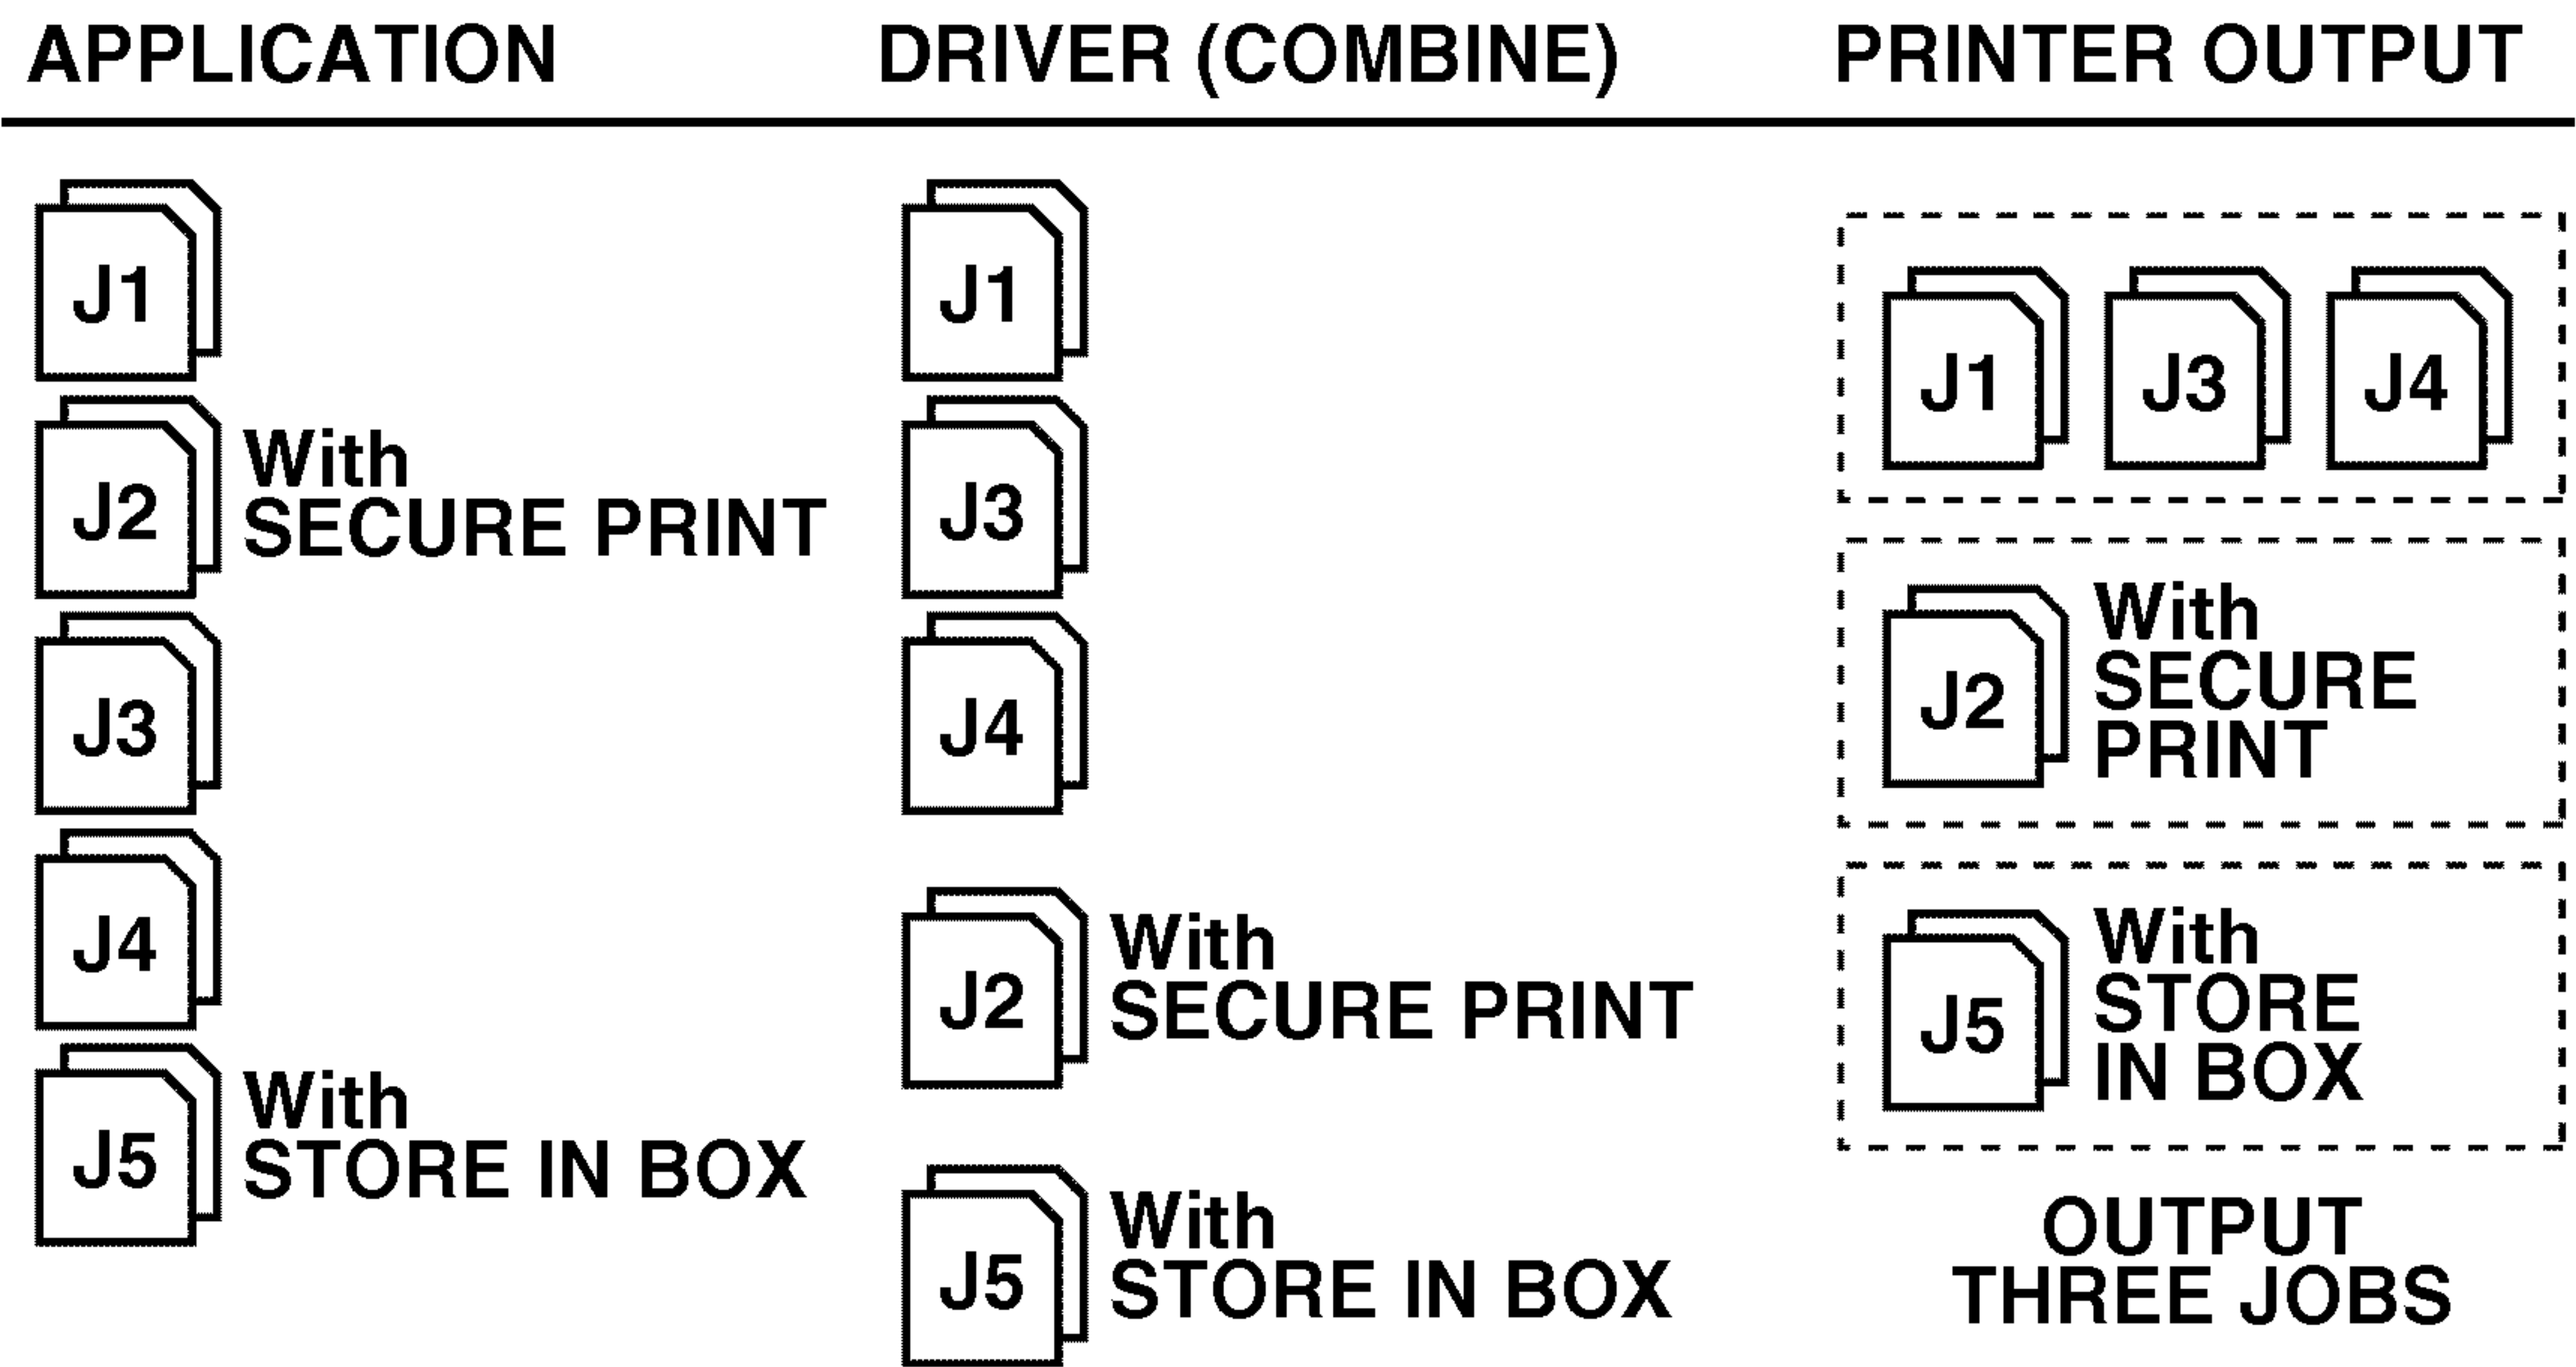 APPLICATION
DRIVER (COMBINE)
PRINTER OUTPUT
J1
J2
With
SECURE PRINT
J3
J4
J5
With
STORE IN BOX
J1
J3
J4
J2
With
SECURE PRINT
J5
With
STORE IN BOX
J1 J3 J4
J2
With
SECURE
PRINT
J5
With
STORE
IN BOX
OUTPUT
THREE JOBS